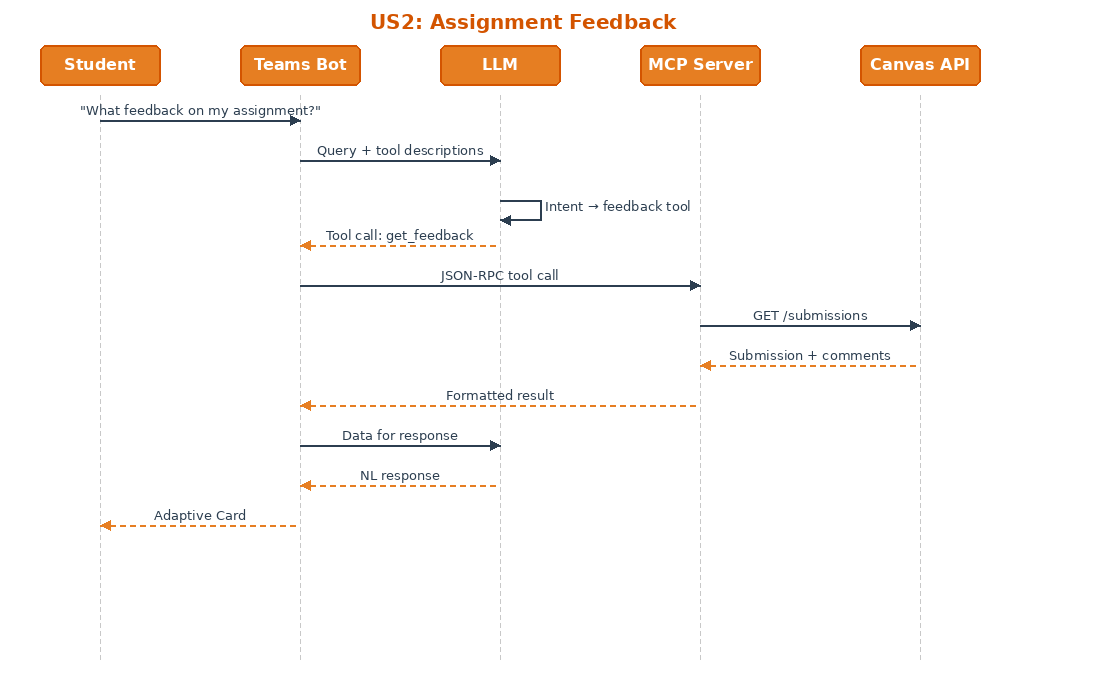 US2: Assignment Feedback
Student
Teams Bot
LLM
MCP Server
Canvas API
"What feedback on my assignment?"
Query + tool descriptions
Intent → feedback tool
Tool call: get_feedback
JSON-RPC tool call
GET /submissions
Submission + comments
Formatted result
Data for response
NL response
Adaptive Card